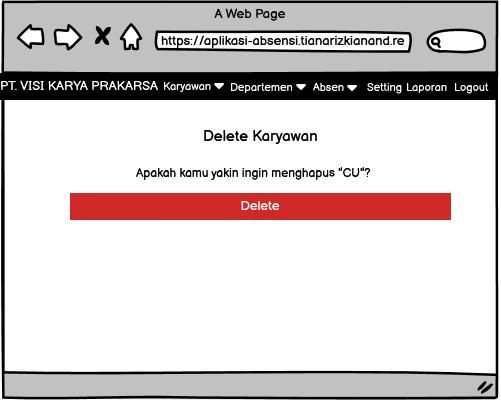 A Web Page
https://aplikasi-absensi.tianarizkianand.re
PT. VISI KARYA PRAKARSA Karyawan Departemen Absen Setting Laporan Logout
Delete Karyawan
Apakah kamu yakin ingin menghapus "CU"?
Delete